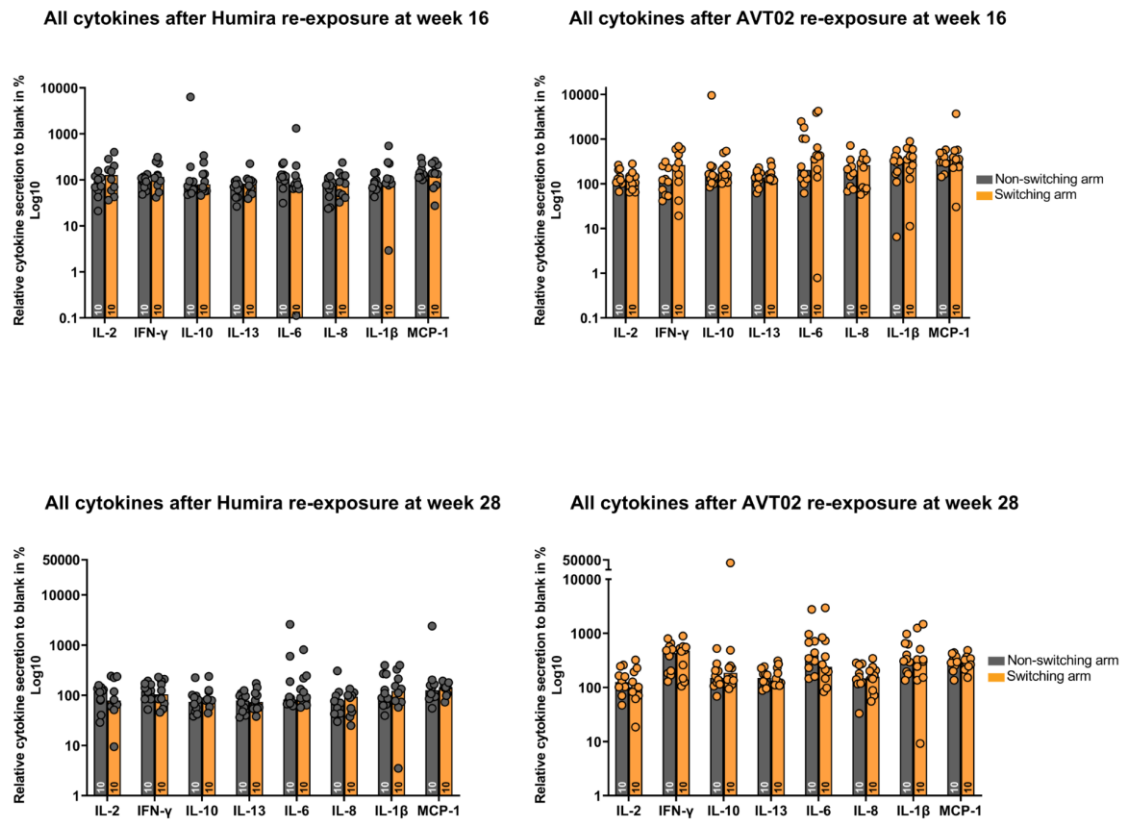 All cytokines after Humira re-exposure at week 16
Relative cytokine secretion to blank in %
Log10
10000
1000
100
10
1
0.1
10 10 10 10 10 10 10 10 10 10 10 10 10 10 10 10
IL-2 IFN-γ IL-10 IL-13 IL-6 IL-8 IL-1β MCP-1
All cytokines after AVT02 re-exposure at week 16
Relative cytokine secretion to blank in %
Log10
10000
1000
100
10
1
0.1
10 10 10 10 10 10 10 10 10 10 10 10 10 10 10 10
IL-2 IFN-γ IL-10 IL-13 IL-6 IL-8 IL-1β MCP-1
Non-switching arm
Switching arm
All cytokines after Humira re-exposure at week 28
Relative cytokine secretion to blank in %
Log10
50000
1000
100
10
1
10 10 10 10 10 10 10 10 10 10 10 10 10 10 10 10
IL-2 IFN-γ IL-10 IL-13 IL-6 IL-8 IL-1β MCP-1
All cytokines after AVT02 re-exposure at week 28
Relative cytokine secretion to blank in %
Log10
50000
10000
1000
100
10
1
10 10 10 10 10 10 10 10 10 10 10 10 10 10 10 10
IL-2 IFN-γ IL-10 IL-13 IL-6 IL-8 IL-1β MCP-1
Non-switching arm
Switching arm